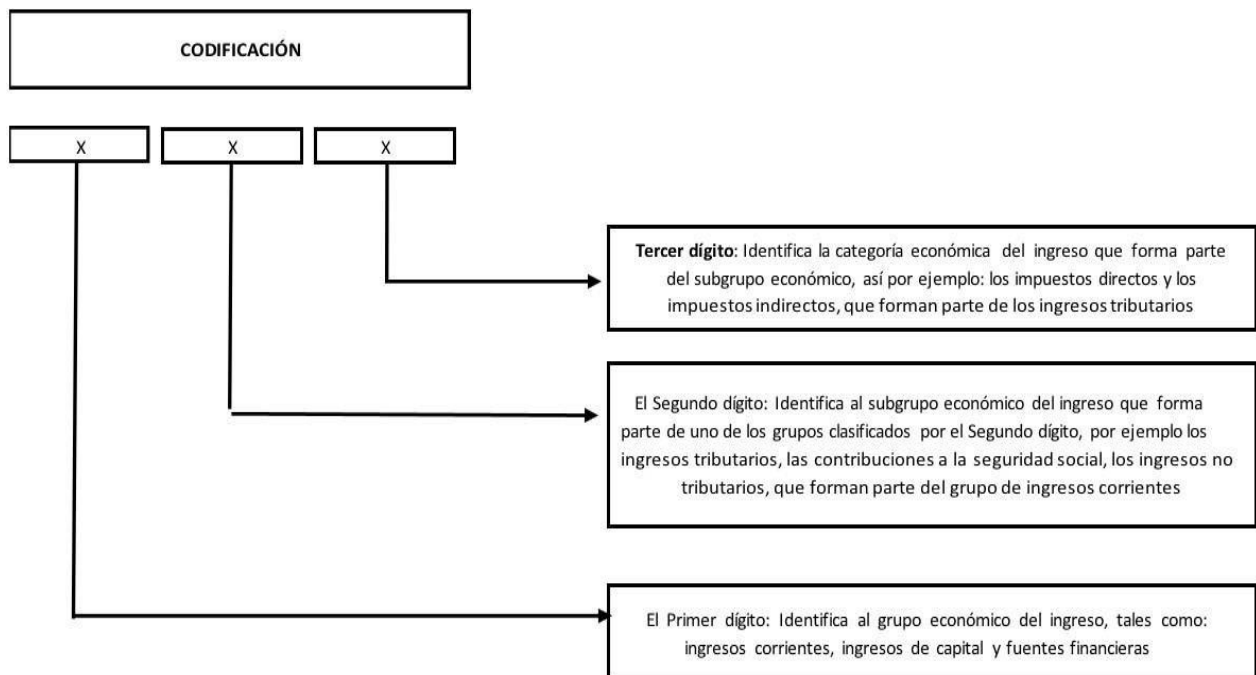 CODIFICACIÓN
X X X
Tercer dígito: Identifica la categoría económica del ingreso que forma parte
del subgrupo económico, así por ejemplo: los impuestos directos y los
impuestos indirectos, que forman parte de los ingresos tributarios
El Segundo dígito: Identifica al subgrupo económico del ingreso que forma
parte de uno de los grupos clasificados por el Segundo dígito, por ejemplo los
ingresos tributarios, las contribuciones a la seguridad social, los ingresos no
tributarios, que forman parte del grupo de ingresos corrientes
El Primer dígito: Identifica al grupo económico del ingreso, tales como:
ingresos corrientes, ingresos de capital y fuentes financieras